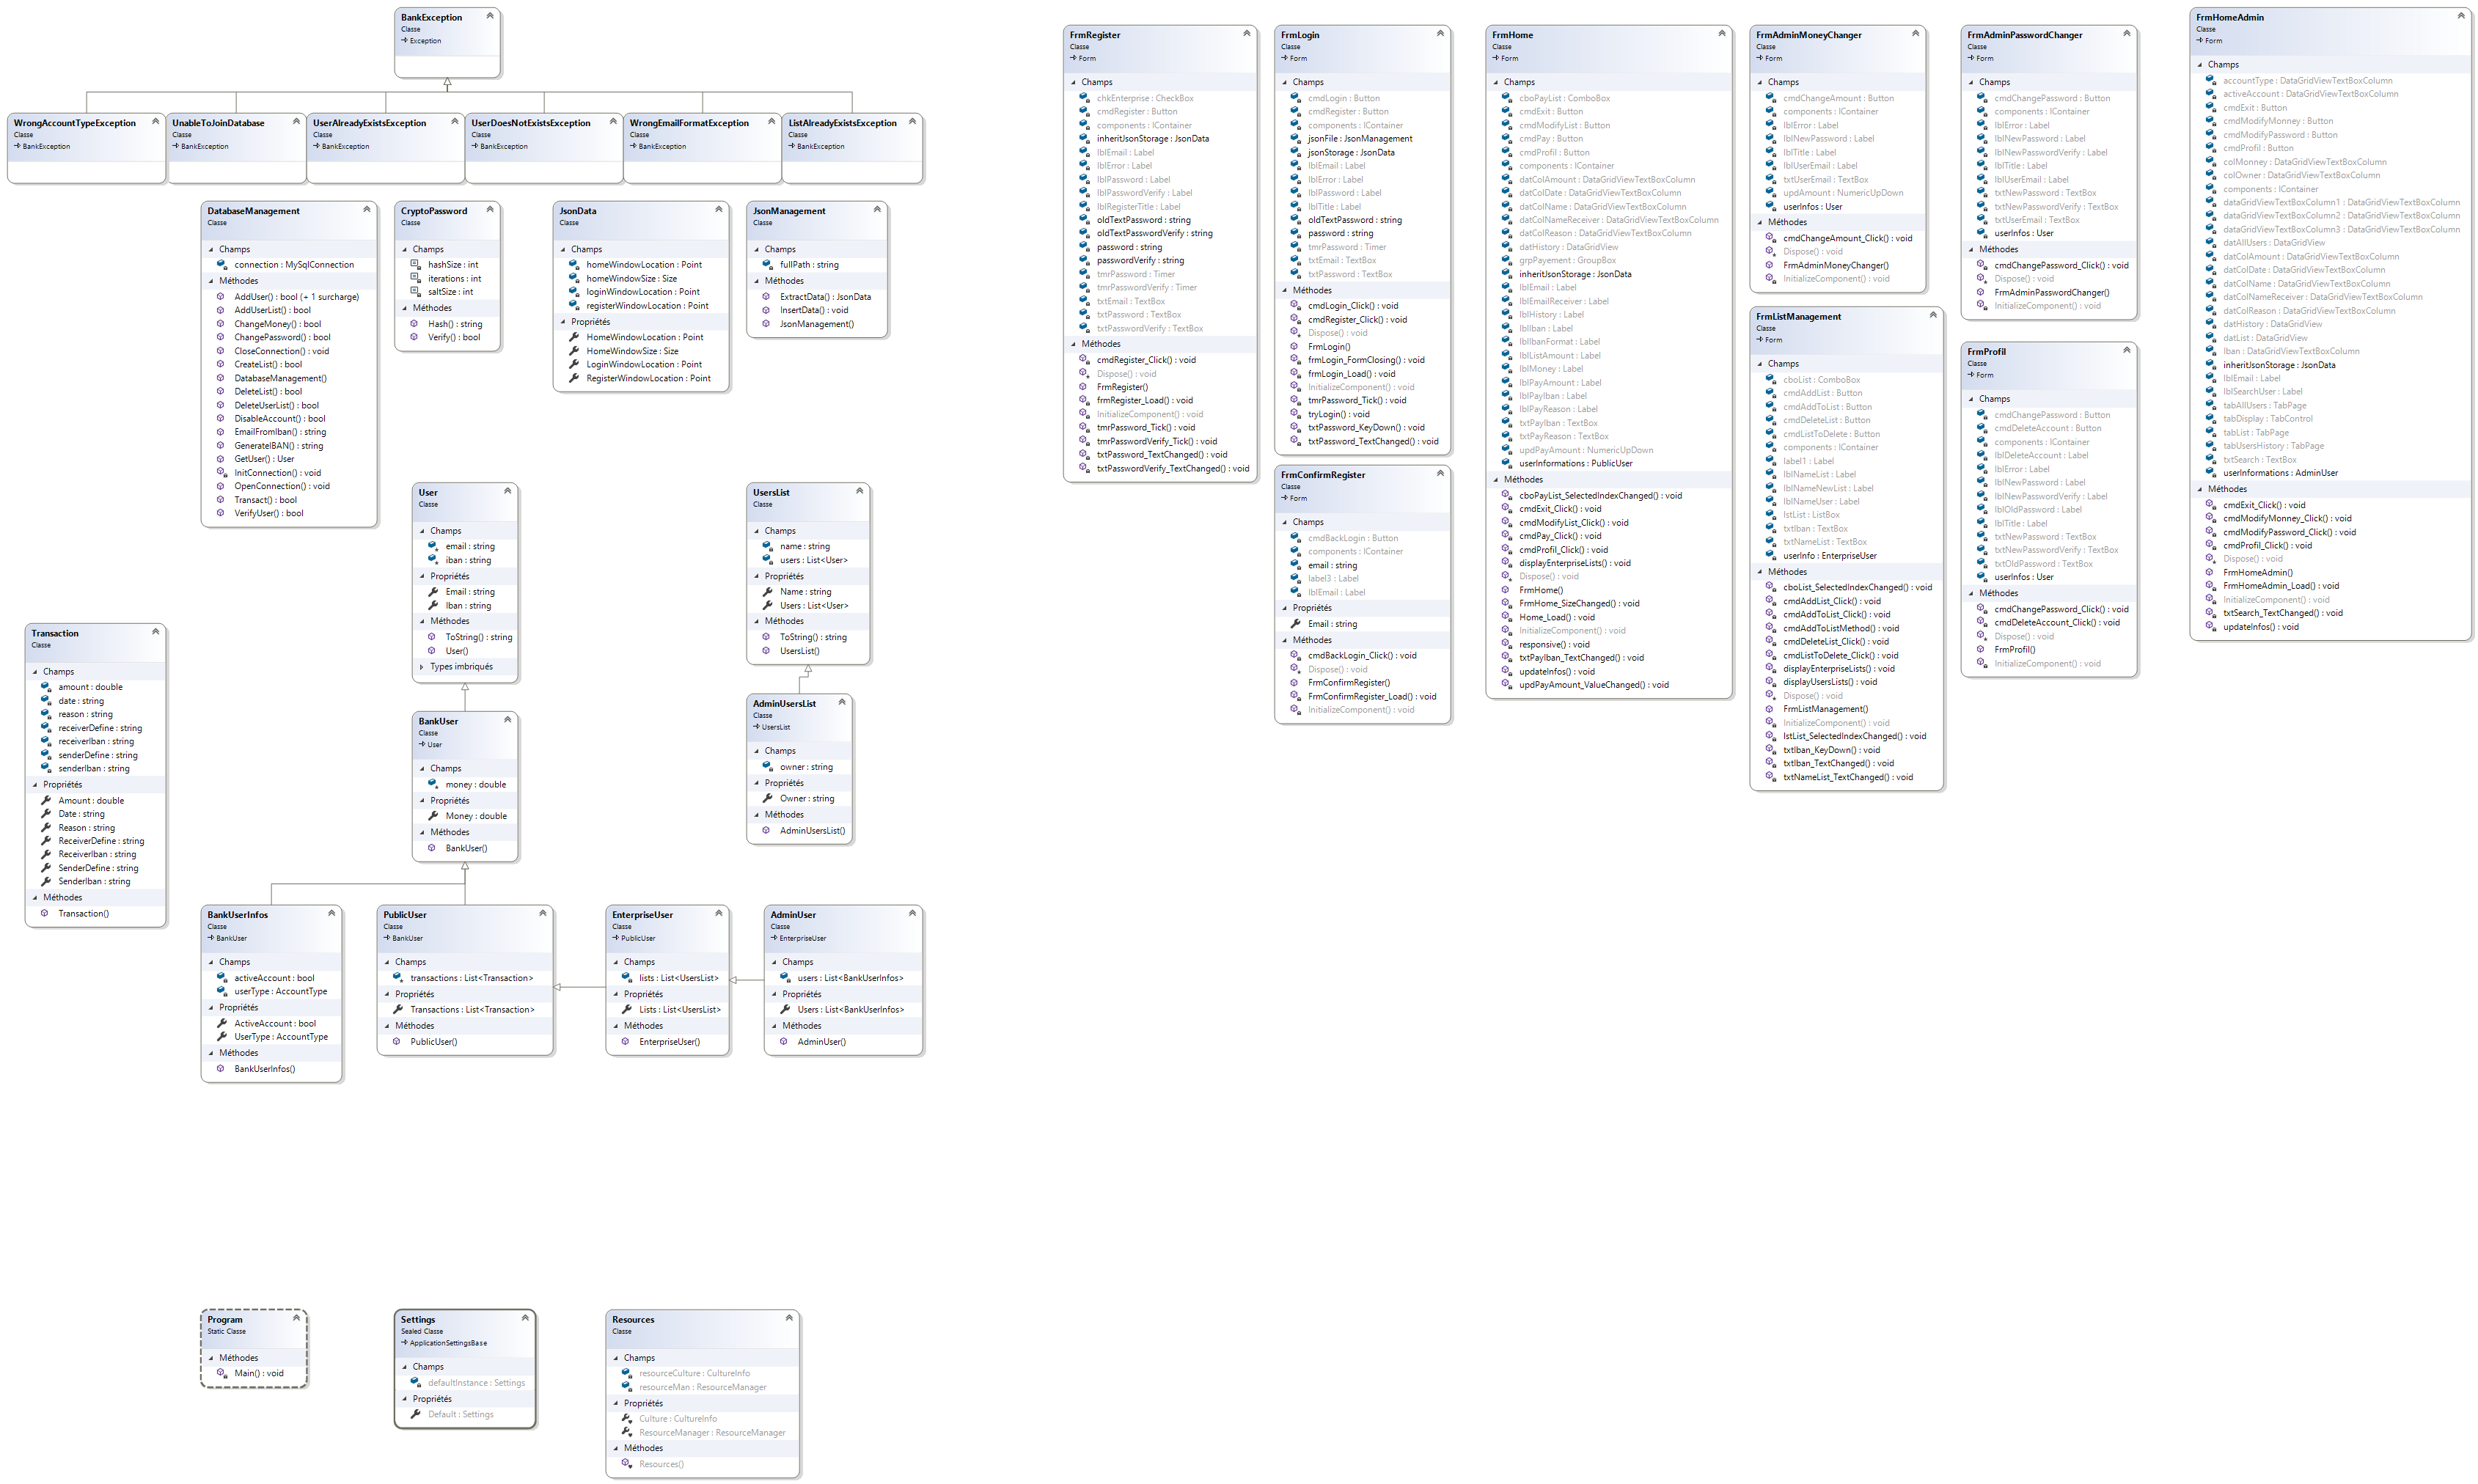 BankException
Classe
Exception
WrongAccountTypeException
Classe
BankException
UnableToJoinDatabase
Classe
BankException
UserAlreadyExistsException
Classe
BankException
UserDoesNotExistsException
Classe
BankException
WrongEmailFormatException
Classe
BankException
ListAlreadyExistsException
Classe
BankException
DatabaseManagement
Classe
Champs
connection : MySqlConnection
Méthodes
AddUser() : bool (+ 1 surcharge)
AddUserList() : bool
ChangeMoney() : bool
ChangePassword() : bool
CloseConnection() : void
CreateList() : bool
DatabaseManagement()
DeleteList() : bool
DeleteUserList() : bool
DisableAccount() : bool
EmailFromIban() : string
GenerateIBAN() : string
GetUser() : User
InitConnection() : void
OpenConnection() : void
Transact() : bool
VerifyUser() : bool
CryptoPassword
Classe
Champs
hashSize : int
iterations : int
saltSize : int
Méthodes
Hash() : string
Verify() : bool
JsonData
Classe
Champs
homeWindowLocation : Point
homeWindowSize : Size
loginWindowLocation : Point
registerWindowLocation : Point
Propriétés
HomeWindowLocation : Point
HomeWindowSize : Size
LoginWindowLocation : Point
RegisterWindowLocation : Point
JsonManagement
Classe
Champs
fullPath : string
Méthodes
ExtractData() : JsonData
InsertData() : void
JsonManagement()
User
Classe
Champs
email : string
iban : string
Propriétés
Email : string
Iban : string
Méthodes
ToString() : string
User()
Types imbriqués
UsersList
Classe
Champs
name : string
users : List<User>
Propriétés
Name : string
Users : List<User>
Méthodes
ToString() : string
UsersList()
Transaction
Classe
Champs
amount : double
date : string
reason : string
receiverDefine : string
receiverIban : string
senderDefine : string
senderIban : string
Propriétés
Amount : double
Date : string
Reason : string
ReceiverDefine : string
ReceiverIban : string
SenderDefine : string
SenderIban : string
Méthodes
Transaction()
BankUser
Classe
User
Champs
money : double
Propriétés
Money : double
Méthodes
BankUser()
AdminUsersList
Classe
UsersList
Champs
owner : string
Propriétés
Owner : string
Méthodes
AdminUsersList()
BankUserInfos
Classe
BankUser
Champs
activeAccount : bool
userType : AccountType
Propriétés
ActiveAccount : bool
UserType : AccountType
Méthodes
BankUserInfos()
PublicUser
Classe
BankUser
Champs
transactions : List<Transaction>
Propriétés
Transactions : List<Transaction>
Méthodes
PublicUser()
EnterpriseUser
Classe
PublicUser
Champs
lists : List<UsersList>
Propriétés
Lists : List<UsersList>
Méthodes
EnterpriseUser()
AdminUser
Classe
EnterpriseUser
Champs
users : List<BankUserInfos>
Propriétés
Users : List<BankUserInfos>
Méthodes
AdminUser()
Program
Static Classe
Méthodes
Main() : void
Settings
Sealed Classe
ApplicationSettingsBase
Champs
defaultInstance : Settings
Propriétés
Default : Settings
Resources
Classe
Champs
resourceCulture : CultureInfo
resourceMan : ResourceManager
Propriétés
Culture : CultureInfo
ResourceManager : ResourceManager
Méthodes
Resources()
FrmRegister
Classe
Form
Champs
chkEnterprise : CheckBox
cmdRegister : Button
components : IContainer
inheritJsonStorage : JsonData
lblEmail : Label
lblError : Label
lblPassword : Label
lblPasswordVerify : Label
lblRegisterTitle : Label
oldTextPassword : string
oldTextPasswordVerify : string
password : string
passwordVerify : string
tmrPassword : Timer
tmrPasswordVerify : Timer
txtEmail : TextBox
txtPassword : TextBox
txtPasswordVerify : TextBox
Méthodes
cmdRegister_Click() : void
Dispose() : void
FrmRegister()
frmRegister_Load() : void
InitializeComponent() : void
tmrPassword_Tick() : void
tmrPasswordVerify_Tick() : void
txtPassword_TextChanged() : void
txtPasswordVerify_TextChanged() : void
FrmLogin
Classe
Form
Champs
cmdLogin : Button
cmdRegister : Button
components : IContainer
jsonFile : JsonManagement
jsonStorage : JsonData
lblEmail : Label
lblError : Label
lblPassword : Label
lblTitle : Label
oldTextPassword : string
password : string
tmrPassword : Timer
txtEmail : TextBox
txtPassword : TextBox
Méthodes
cmdLogin_Click() : void
cmdRegister_Click() : void
Dispose() : void
FrmLogin()
frmLogin_FormClosing() : void
frmLogin_Load() : void
InitializeComponent() : void
tmrPassword_Tick() : void
tryLogin() : void
txtPassword_KeyDown() : void
txtPassword_TextChanged() : void
FrmConfirmRegister
Classe
Form
Champs
cmdBackLogin : Button
components : IContainer
email : string
label3 : Label
lblEmail : Label
Propriétés
Email : string
Méthodes
cmdBackLogin_Click() : void
Dispose() : void
FrmConfirmRegister()
FrmConfirmRegister_Load() : void
InitializeComponent() : void
FrmHome
Classe
Form
Champs
cboPayList : ComboBox
cmdExit : Button
cmdModifyList : Button
cmdPay : Button
cmdProfil : Button
components : IContainer
datColAmount : DataGridViewTextBoxColumn
datColDate : DataGridViewTextBoxColumn
datColName : DataGridViewTextBoxColumn
datColNameReceiver : DataGridViewTextBoxColumn
datColReason : DataGridViewTextBoxColumn
datHistory : DataGridView
grpPayement : GroupBox
inheritJsonStorage : JsonData
lblEmail : Label
lblEmailReceiver : Label
lblHistory : Label
lblIban : Label
lblIbanFormat : Label
lblListAmount : Label
lblMoney : Label
lblPayAmount : Label
lblPayIban : Label
lblPayReason : Label
txtPayIban : TextBox
txtPayReason : TextBox
updPayAmount : NumericUpDown
userInformations : PublicUser
Méthodes
cboPayList_SelectedIndexChanged() : void
cmdExit_Click() : void
cmdModifyList_Click() : void
cmdPay_Click() : void
cmdProfil_Click() : void
displayEnterpriseLists() : void
Dispose() : void
FrmHome()
FrmHome_SizeChanged() : void
Home_Load() : void
InitializeComponent() : void
responsive() : void
txtPayIban_TextChanged() : void
updateInfos() : void
updPayAmount_ValueChanged() : void
FrmAdminMoneyChanger
Classe
Form
Champs
cmdChangeAmount : Button
components : IContainer
lblError : Label
lblNewPassword : Label
lblTitle : Label
lblUserEmail : Label
txtUserEmail : TextBox
updAmount : NumericUpDown
userInfos : User
Méthodes
cmdChangeAmount_Click() : void
Dispose() : void
FrmAdminMoneyChanger()
InitializeComponent() : void
FrmListManagement
Classe
Form
Champs
cboList : ComboBox
cmdAddList : Button
cmdAddToList : Button
cmdDeleteList : Button
cmdListToDelete : Button
components : IContainer
label1 : Label
lblNameList : Label
lblNameNewList : Label
lblNameUser : Label
lstList : ListBox
txtIban : TextBox
txtNameList : TextBox
userInfo : EnterpriseUser
Méthodes
cboList_SelectedIndexChanged() : void
cmdAddList_Click() : void
cmdAddToList_Click() : void
cmdAddToListMethod() : void
cmdDeleteList_Click() : void
cmdListToDelete_Click() : void
displayEnterpriseLists() : void
displayUsersLists() : void
Dispose() : void
FrmListManagement()
InitializeComponent() : void
lstList_SelectedIndexChanged() : void
txtIban_KeyDown() : void
txtIban_TextChanged() : void
txtNameList_TextChanged() : void
FrmAdminPasswordChanger
Classe
Form
Champs
cmdChangePassword : Button
components : IContainer
lblError : Label
lblNewPassword : Label
lblNewPasswordVerify : Label
lblTitle : Label
lblUserEmail : Label
txtNewPassword : TextBox
txtNewPasswordVerify : TextBox
txtUserEmail : TextBox
userInfos : User
Méthodes
cmdChangePassword_Click() : void
Dispose() : void
FrmAdminPasswordChanger()
InitializeComponent() : void
FrmProfil
Classe
Form
Champs
cmdChangePassword : Button
cmdDeleteAccount : Button
components : IContainer
lblDeleteAccount : Label
lblError : Label
lblNewPassword : Label
lblNewPasswordVerify : Label
lblOldPassword : Label
lblTitle : Label
txtNewPassword : TextBox
txtNewPasswordVerify : TextBox
txtOldPassword : TextBox
userInfos : User
Méthodes
cmdChangePassword_Click() : void
cmdDeleteAccount_Click() : void
Dispose() : void
FrmProfil()
InitializeComponent() : void
FrmHomeAdmin
Classe
Form
Champs
accountType : DataGridViewTextBoxColumn
activeAccount : DataGridViewTextBoxColumn
cmdExit : Button
cmdModifyMonney : Button
cmdModifyPassword : Button
cmdProfil : Button
colMonney : DataGridViewTextBoxColumn
colOwner : DataGridViewTextBoxColumn
components : IContainer
dataGridViewTextBoxColumn1 : DataGridViewTextBoxColumn
dataGridViewTextBoxColumn2 : DataGridViewTextBoxColumn
dataGridViewTextBoxColumn3 : DataGridViewTextBoxColumn
datAllUsers : DataGridView
datColAmount : DataGridViewTextBoxColumn
datColDate : DataGridViewTextBoxColumn
datColName : DataGridViewTextBoxColumn
datColNameReceiver : DataGridViewTextBoxColumn
datColReason : DataGridViewTextBoxColumn
datHistory : DataGridView
datList : DataGridView
Iban : DataGridViewTextBoxColumn
inheritJsonStorage : JsonData
lblEmail : Label
lblSearchUser : Label
tabAllUsers : TabPage
tabDisplay : TabControl
tabList : TabPage
tabUsersHistory : TabPage
txtSearch : TextBox
userInformations : AdminUser
Méthodes
cmdExit_Click() : void
cmdModifyMonney_Click() : void
cmdModifyPassword_Click() : void
cmdProfil_Click() : void
Dispose() : void
FrmHomeAdmin()
FrmHomeAdmin_Load() : void
InitializeComponent() : void
txtSearch_TextChanged() : void
updateInfos() : void